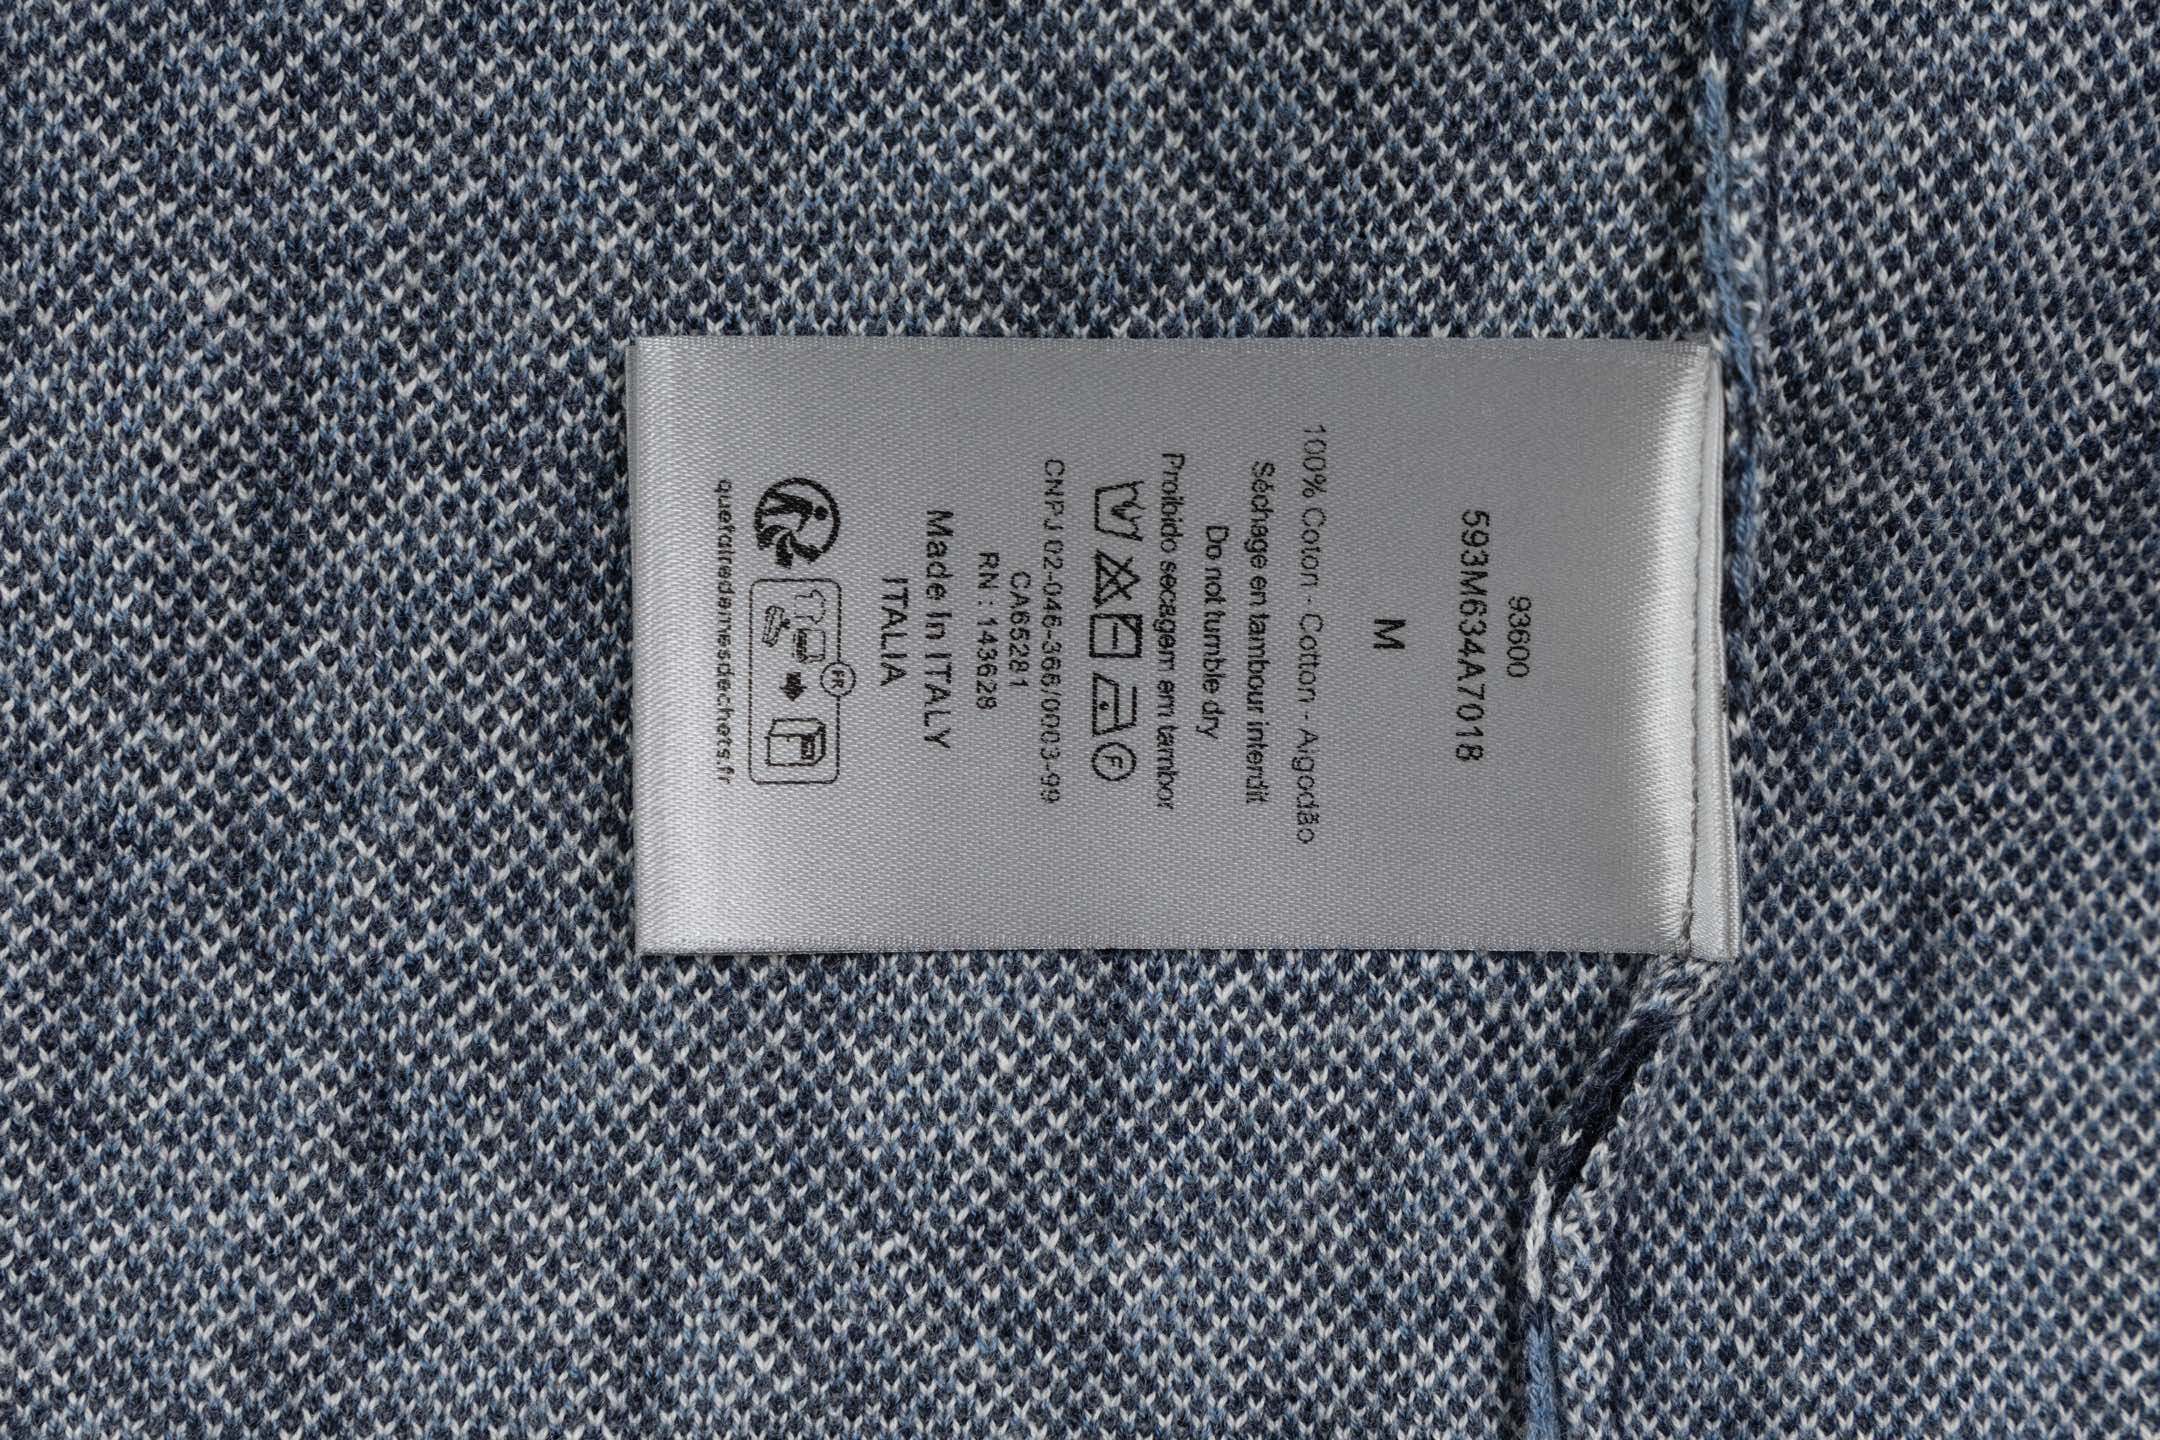 93600
593M634A7018
M
100% Coton - Cotton - Algodão
Séchage en tambour interdit
Do not tumble dry
Proibido secagem em tambor
F
CNPJ 02-046-366/0003-99
CA65281
RN : 143628
Made In ITALY
ITALIA
FR
quefairedemesdechets.fr